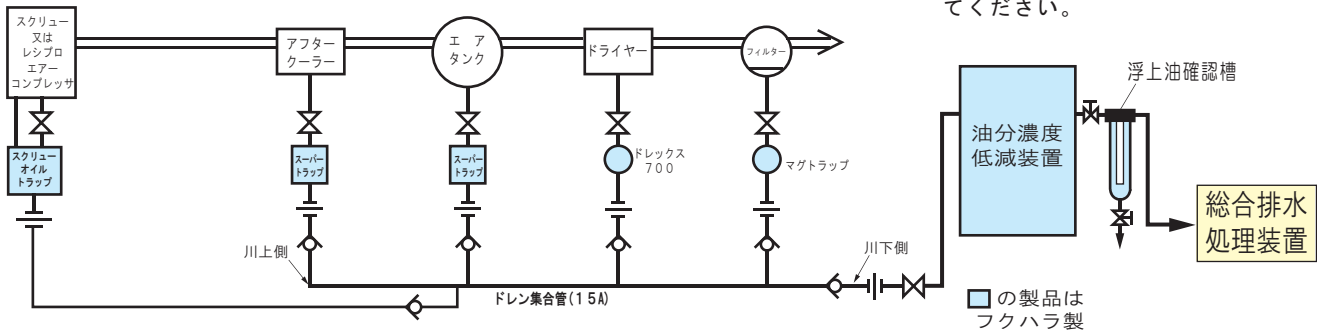 てください。
スクリュー
又は
レシプロ
エアー
コンプレッサ
アフター
クーラー
エア
タンク
ドライヤー
フィルター
スクリュー
オイル
トラップ
スーパー
トラップ
スーパー
トラップ
ドレックス
700
マグトラップ
油分濃度
低減装置
浮上油確認槽
総合排水
処理装置
川上側
川下側
ドレン集合管(15A)
の製品は
フクハラ製